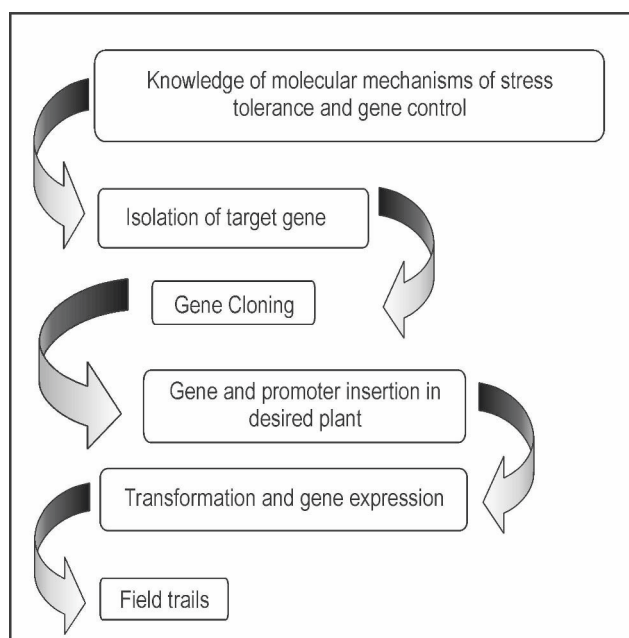 Knowledge of molecular mechanisms of stress
tolerance and gene control
Isolation of target gene
Gene Cloning
Gene and promoter insertion in
desired plant
Transformation and gene expression
Field trails